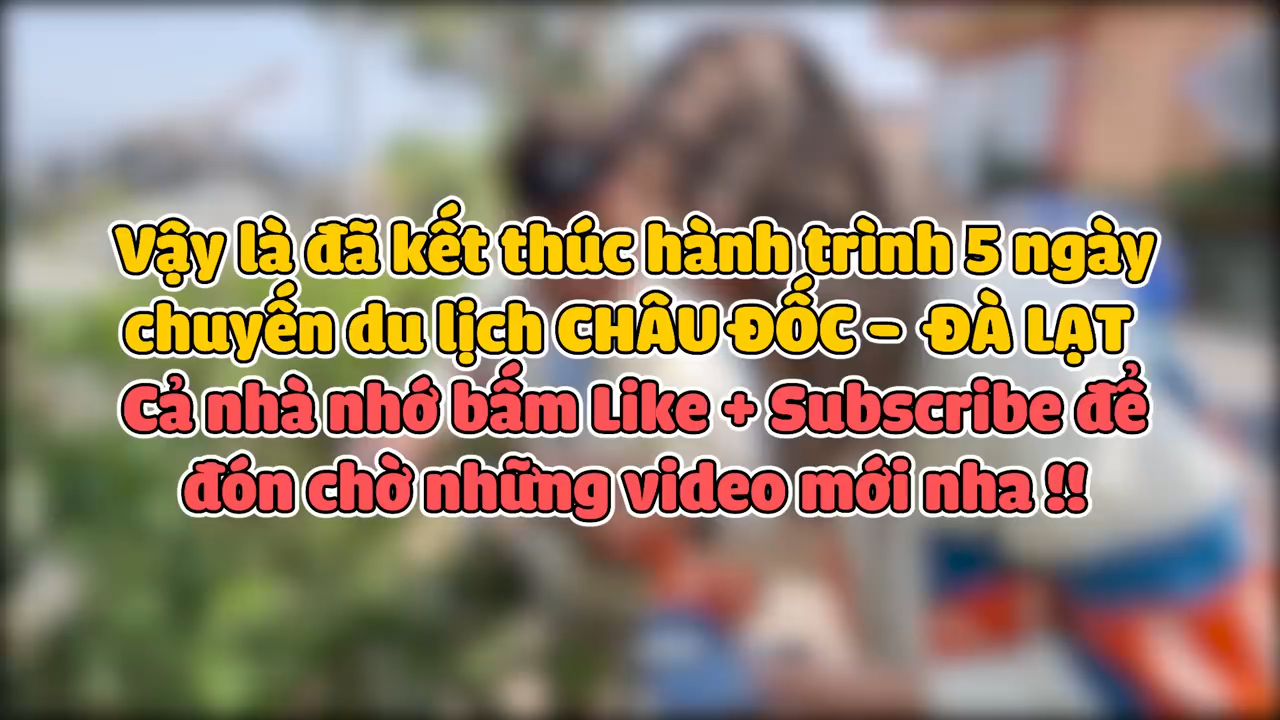 Vậy là đã kết thúc hành trình 5 ngày
chuyến du lịch CHÂU ĐỐC - ĐÀ LẠT
Cả nhà nhớ bấm Like + Subscribe để
đón chờ những video mới nha !!